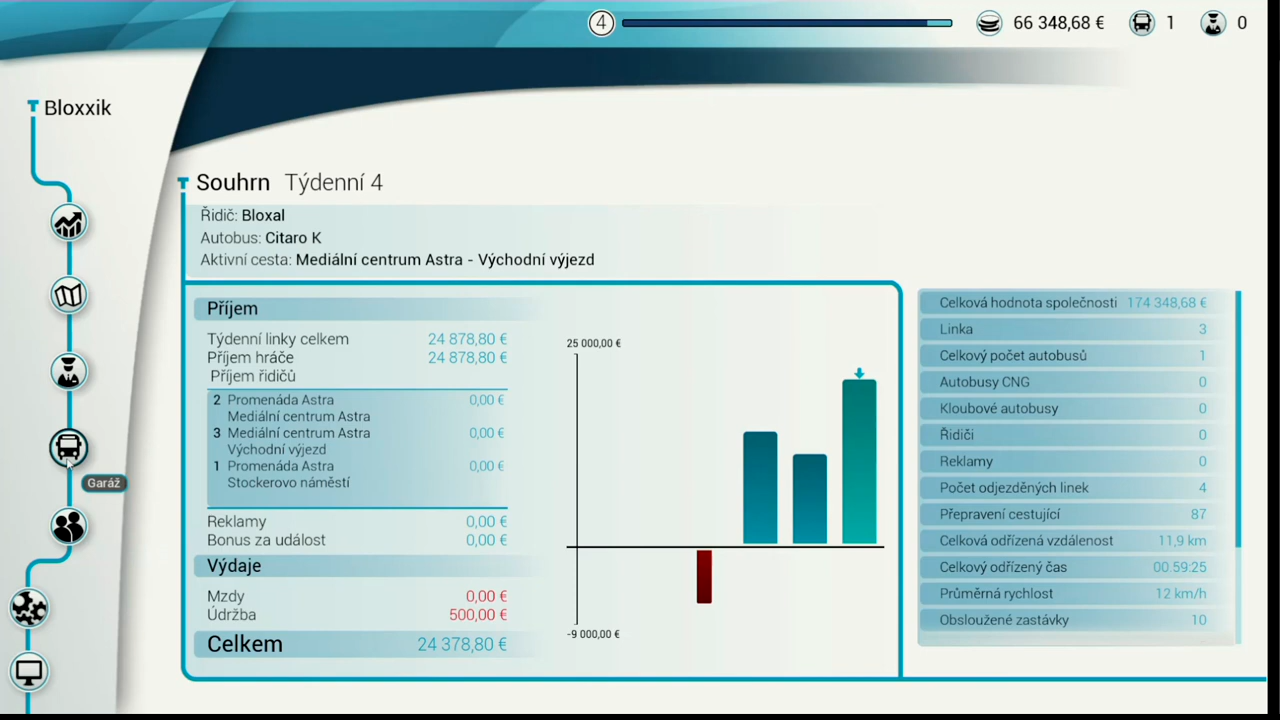 4
66 348,68 €
1
0
Bloxxik
Garáž
Souhrn Týdenní 4
Řidič: Bloxal
Autobus: Citaro K
Aktivní cesta: Mediální centrum Astra - Východní výjezd
Příjem
Týdenní linky celkem 24 878,80 €
Příjem hráče 24 878,80 €
Příjem řidičů
2 Promenáda Astra 0,00 €
Mediální centrum Astra
3 Mediální centrum Astra 0,00 €
Východní výjezd
1 Promenáda Astra 0,00 €
Stockerovo náměstí
Reklamy 0,00 €
Bonus za událost 0,00 €
Výdaje
Mzdy 0,00 €
Údržba 500,00 €
Celkem 24 378,80 €
25 000,00 €
-9 000,00 €
Celková hodnota společnosti 174 348,68 €
Linka 3
Celkový počet autobusů 1
Autobusy CNG 0
Kloubové autobusy 0
Řidiči 0
Reklamy 0
Počet odjezděných linek 4
Přepravení cestující 87
Celková odřízená vzdálenost 11,9 km
Celkový odřízený čas 00:59:25
Průměrná rychlost 12 km/h
Obsloužené zastávky 10